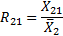 R₂₁ = X₂₁ / X̄₂